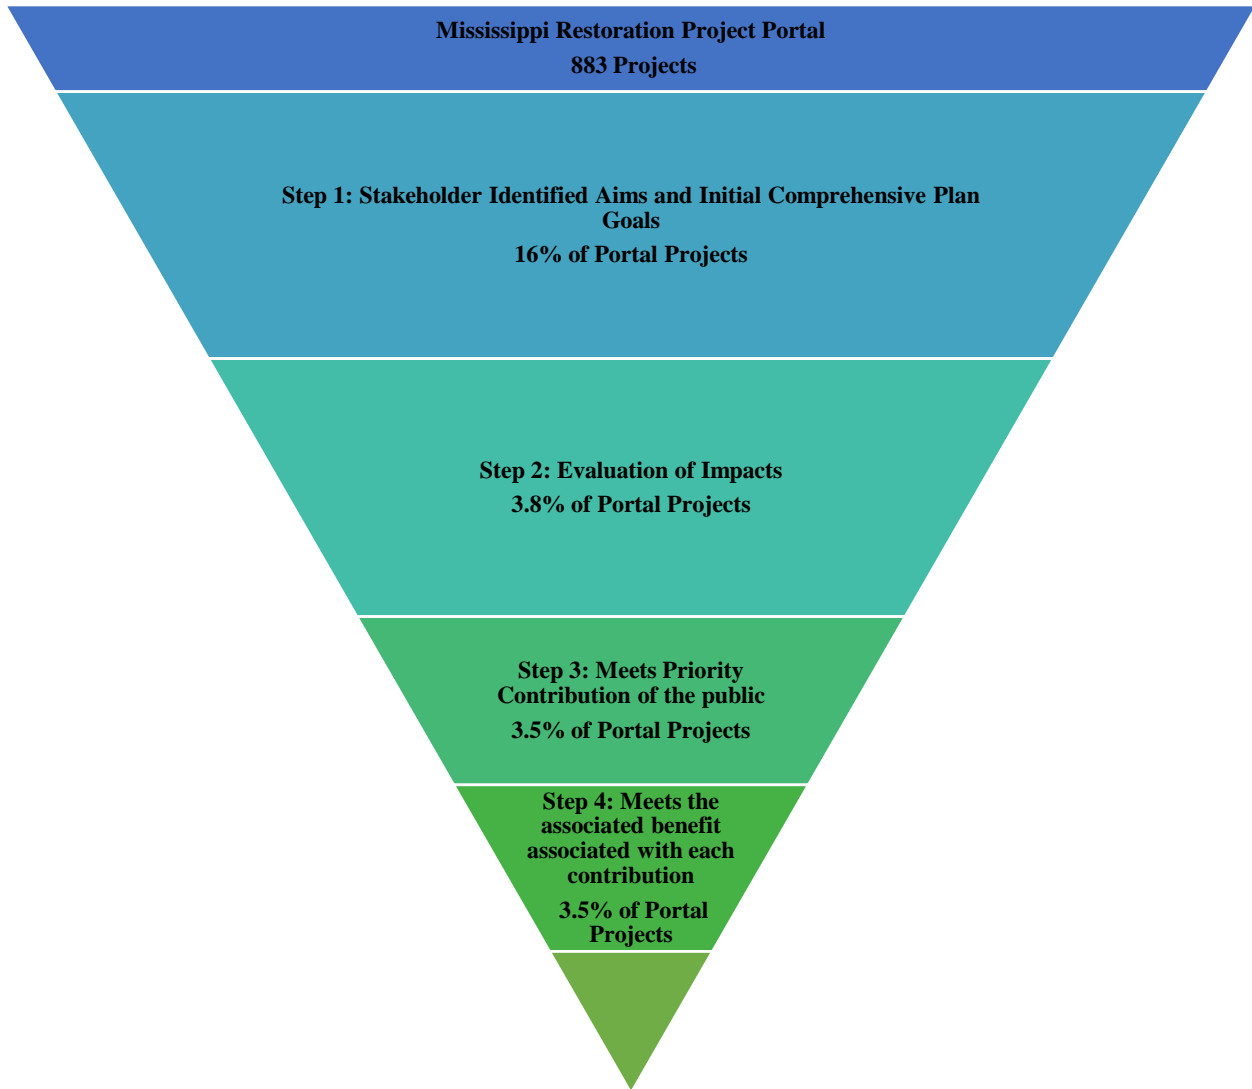 Mississippi Restoration Project Portal
883 Projects
Step 1: Stakeholder Identified Aims and Initial Comprehensive Plan
Goals
16% of Portal Projects
Step 2: Evaluation of Impacts
3.8% of Portal Projects
Step 3: Meets Priority
Contribution of the public
3.5% of Portal Projects
Step 4: Meets the
associated benefit
associated with each
contribution
3.5% of Portal
Projects